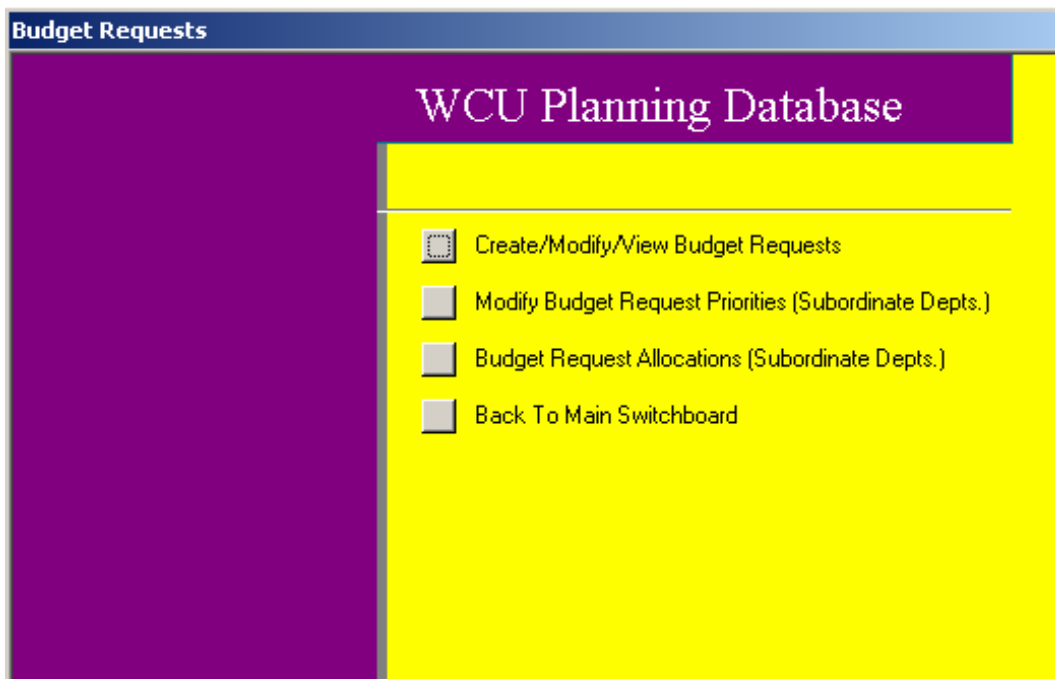 Budget Requests
WCU Planning Database
Create/Modify/View Budget Requests
Modify Budget Request Priorities (Subordinate Depts.)
Budget Request Allocations (Subordinate Depts.)
Back To Main Switchboard